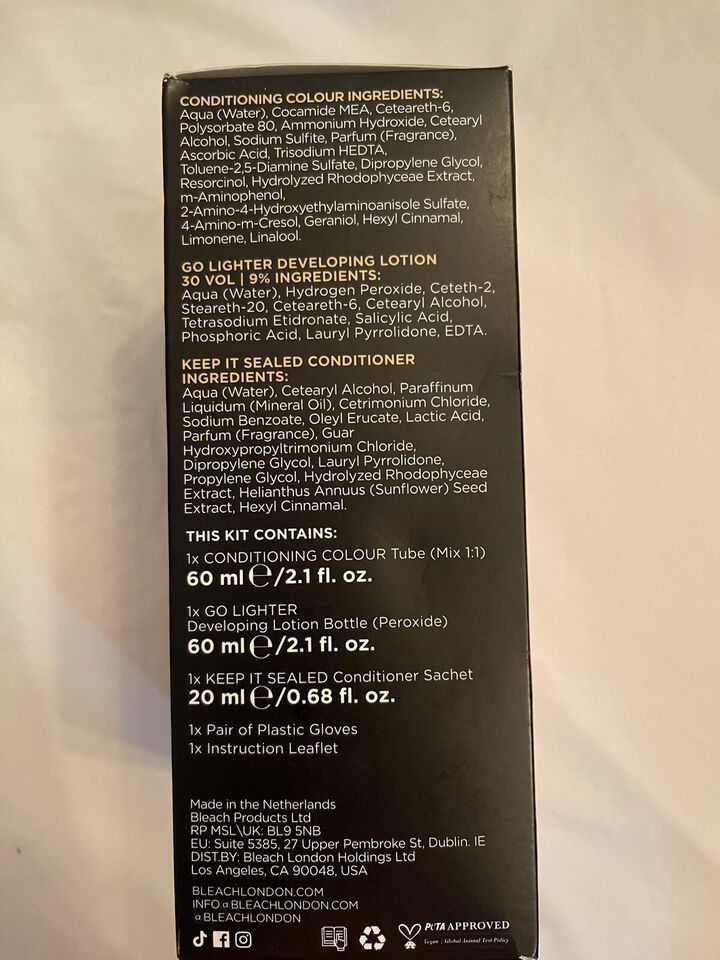 CONDITIONING COLOUR INGREDIENTS:
Aqua (Water), Cocamide MEA, Ceteareth-6,
Polysorbate 80, Ammonium Hydroxide, Cetearyl
Alcohol, Sodium Sulfite, Parfum (Fragrance),
Ascorbic Acid, Trisodium HEDTA,
Toluene-2,5-Diamine Sulfate, Dipropylene Glycol,
Resorcinol, Hydrolyzed Rhodophyceae Extract,
m-Aminophenol,
2-Amino-4-Hydroxyethylaminoanisole Sulfate,
4-Amino-m-Cresol, Geraniol, Hexyl Cinnamal,
Limonene, Linalool.
GO LIGHTER DEVELOPING LOTION
30 VOL | 9% INGREDIENTS:
Aqua (Water), Hydrogen Peroxide, Ceteth-2,
Steareth-20, Ceteareth-6, Cetearyl Alcohol,
Tetrasodium Etidronate, Salicylic Acid,
Phosphoric Acid, Lauryl Pyrrolidone, EDTA.
KEEP IT SEALED CONDITIONER
INGREDIENTS:
Aqua (Water), Cetearyl Alcohol, Paraffinum
Liquidum (Mineral Oil), Cetrimonium Chloride,
Sodium Benzoate, Oleyl Erucate, Lactic Acid,
Parfum (Fragrance), Guar
Hydroxypropyltrimonium Chloride,
Dipropylene Glycol, Lauryl Pyrrolidone,
Propylene Glycol, Hydrolyzed Rhodophyceae
Extract, Helianthus Annuus (Sunflower) Seed
Extract, Hexyl Cinnamal.
THIS KIT CONTAINS:
1x CONDITIONING COLOUR Tube (Mix 1:1)
60 ml ℮/2.1 fl. oz.
1x GO LIGHTER
Developing Lotion Bottle (Peroxide)
60 ml ℮/2.1 fl. oz.
1x KEEP IT SEALED Conditioner Sachet
20 ml ℮/0.68 fl. oz.
1x Pair of Plastic Gloves
1x Instruction Leaflet
Made in the Netherlands
Bleach Products Ltd
RP MSL\UK: BL9 5NB
EU: Suite 5385, 27 Upper Pembroke St, Dublin. IE
DIST.BY: Bleach London Holdings Ltd
Los Angeles, CA 90048, USA
BLEACHLONDON.COM
INFO@BLEACHLONDON.COM
@BLEACHLONDON
PETA APPROVED
Vegan | Global Animal Test Policy